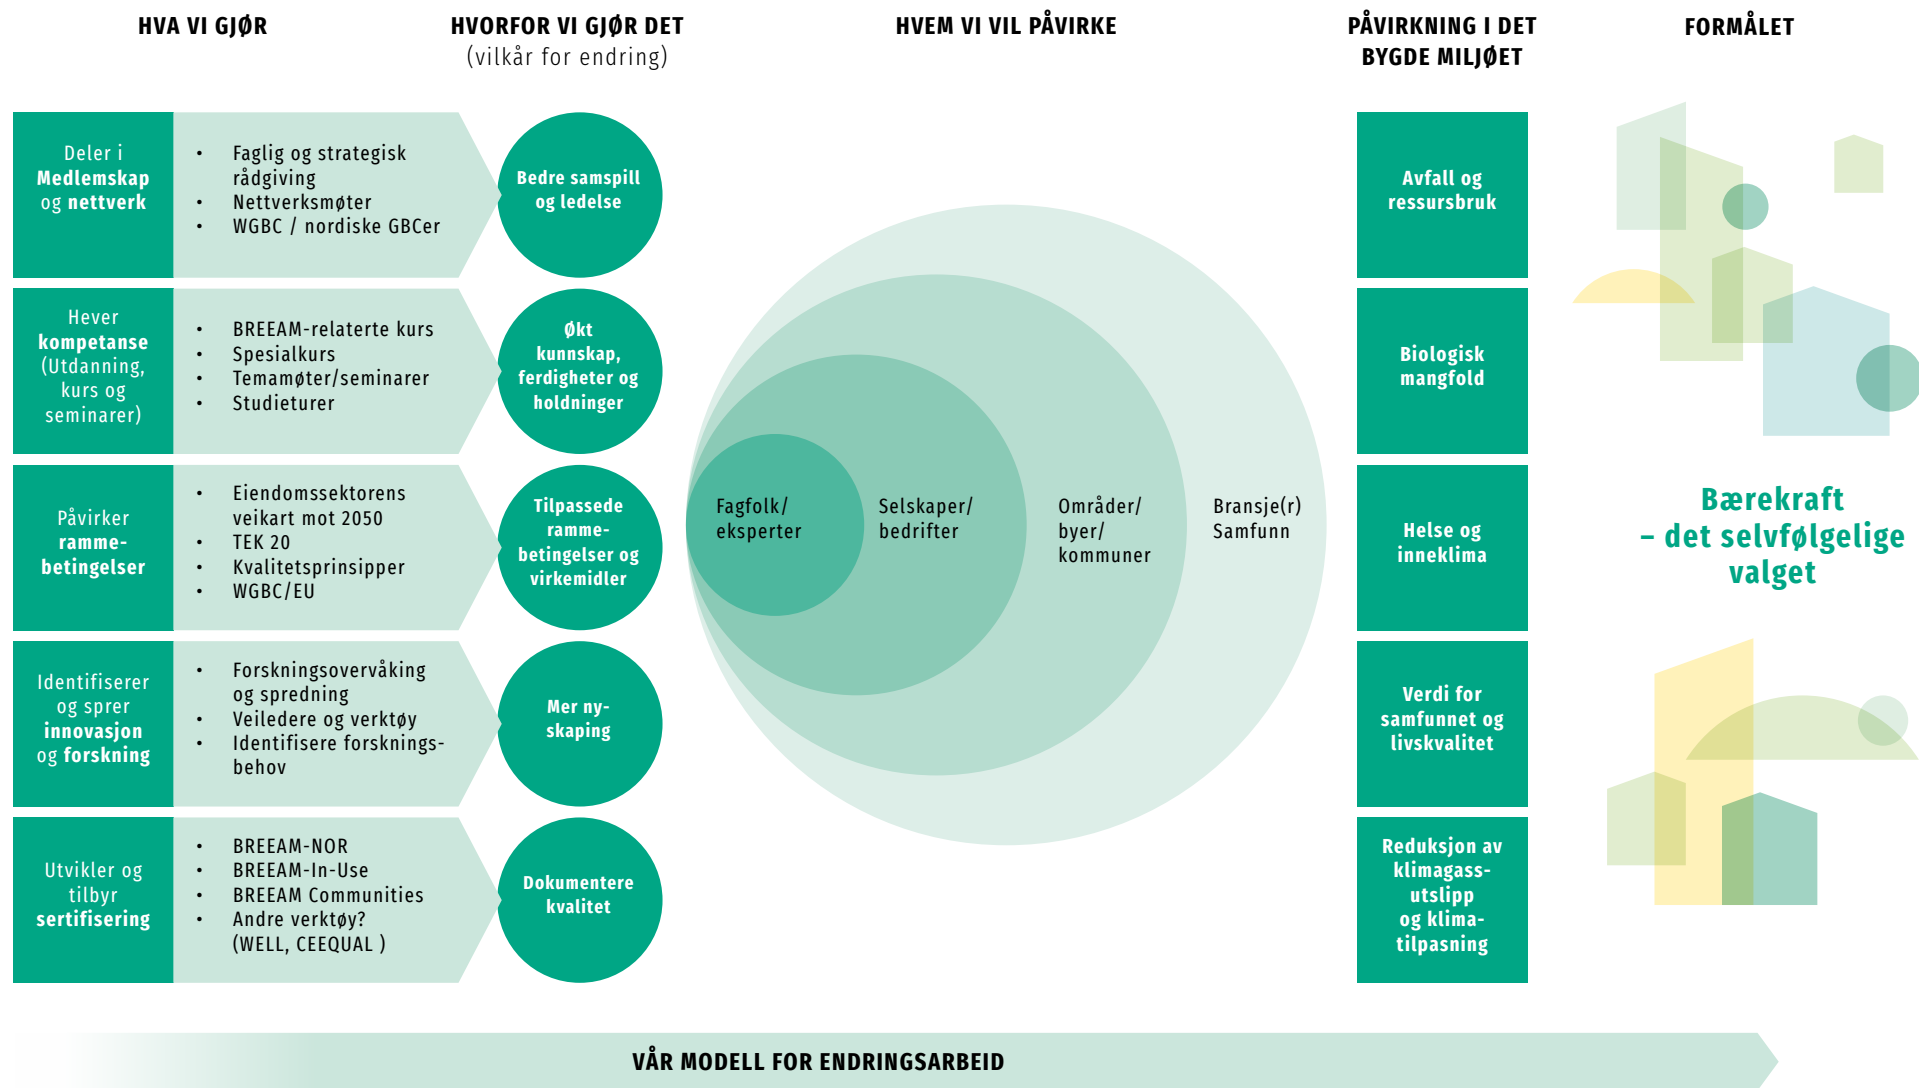 HVA VI GJØR
HVORFOR VI GJØR DET
(vilkår for endring)
HVEM VI VIL PÅVIRKE
PÅVIRKNING I DET
BYGDE MILJØET
FORMÅLET
Deler i
Medlemskap
og nettverk
• Faglig og strategisk
rådgiving
• Nettverksmøter
• WGBC / nordiske GBCer
Bedre samspill
og ledelse
Hever
kompetanse
(Utdanning,
kurs og
seminarer)
• BREEAM-relaterte kurs
• Spesialkurs
• Temamøter/seminarer
• Studieturer
Økt
kunnskap,
ferdigheter og
holdninger
Påvirker
ramme-
betingelser
• Eiendomssektorens
veikart mot 2050
• TEK 20
• Kvalitetsprinsipper
• WGBC/EU
Tilpassede
ramme-
betingelser og
virkemidler
Identifiserer
og sprer
innovasjon
og forskning
• Forskningsovervåking
og spredning
• Veiledere og verktøy
• Identifisere forsknings-
behov
Mer ny-
skaping
Utvikler og
tilbyr
sertifisering
• BREEAM-NOR
• BREEAM-In-Use
• BREEAM Communities
• Andre verktøy?
(WELL, CEEQUAL )
Dokumentere
kvalitet
Fagfolk/
eksperter
Selskaper/
bedrifter
Områder/
byer/
kommuner
Bransje(r)
Samfunn
Avfall og
ressursbruk
Biologisk
mangfold
Helse og
inneklima
Verdi for
samfunnet og
livskvalitet
Reduksjon av
klimagass-
utslipp
og klima-
tilpasning
Bærekraft
– det selvfølgelige
valget
VÅR MODELL FOR ENDRINGSARBEID